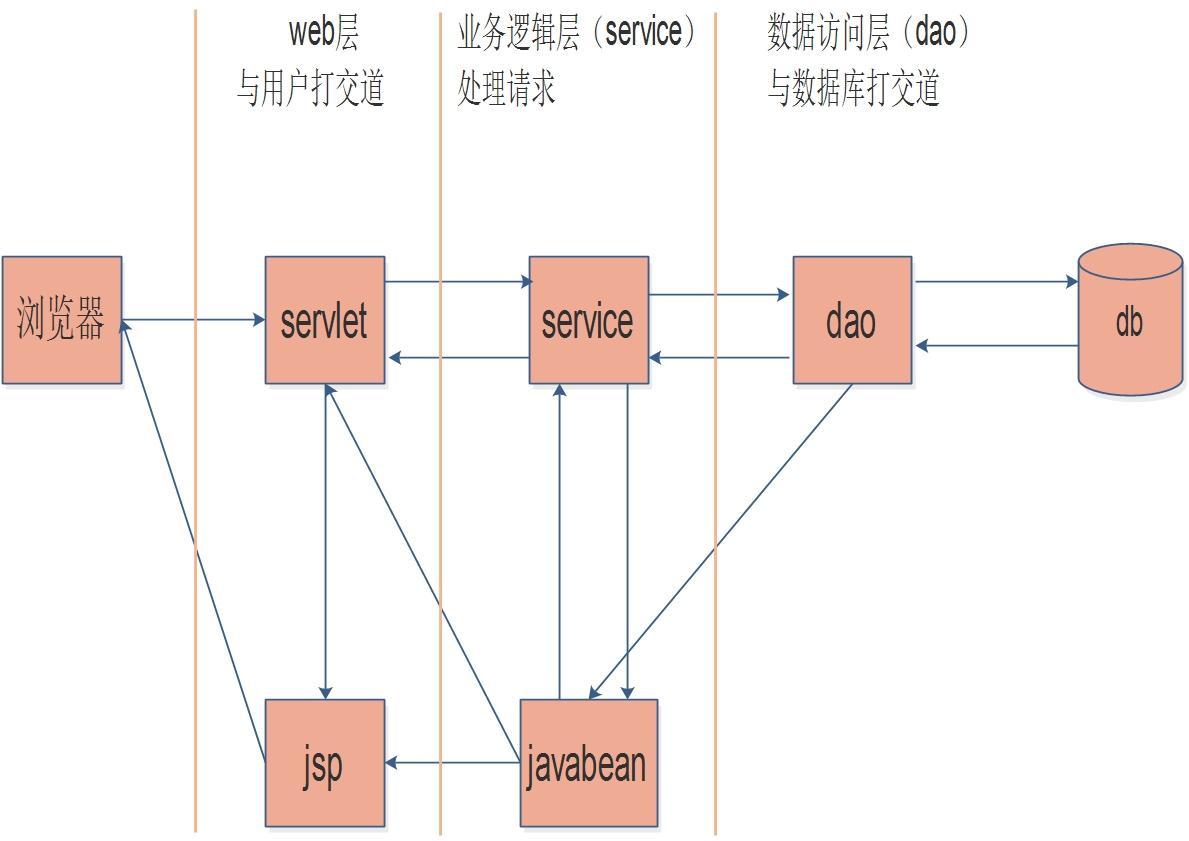 web层
与用户打交道
业务逻辑层（service）
处理请求
数据访问层（dao）
与数据库打交道
浏览器
servlet
service
dao
db
jsp
javabean